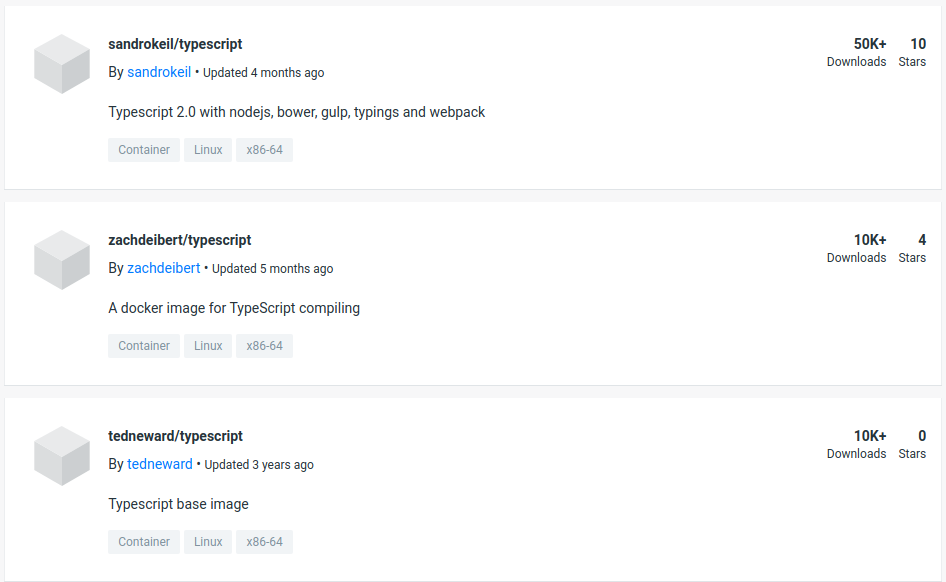 sandrokeil/typescript
50K+ 10
By sandrokeil • Updated 4 months ago
Downloads Stars
Typescript 2.0 with nodejs, bower, gulp, typings and webpack
Container Linux x86-64
zachdeibert/typescript
10K+ 4
By zachdeibert • Updated 5 months ago
Downloads Stars
A docker image for TypeScript compiling
Container Linux x86-64
tedneward/typescript
10K+ 0
By tedneward • Updated 3 years ago
Downloads Stars
Typescript base image
Container Linux x86-64